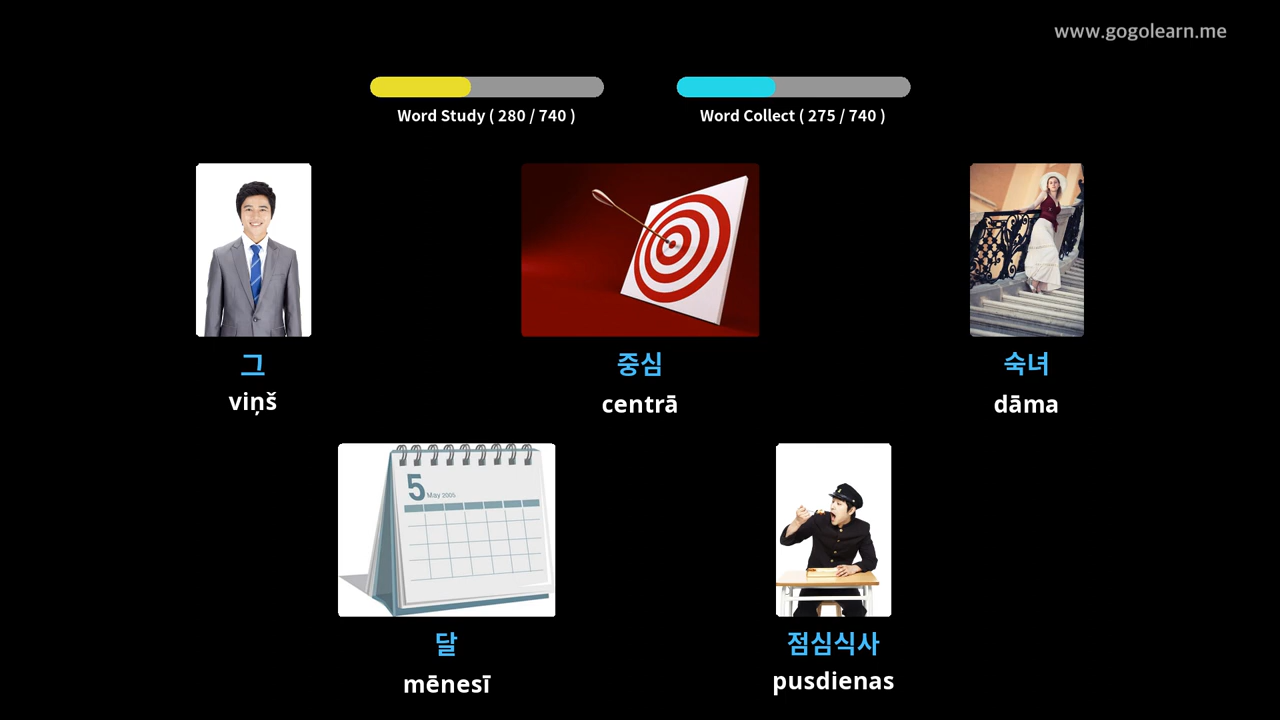 www.gogolearn.me
Word Study ( 280 / 740 )
Word Collect ( 275 / 740 )
그
viņš
중심
centrā
숙녀
dāma
5 May 2005
달
mēnesī
점심식사
pusdienas